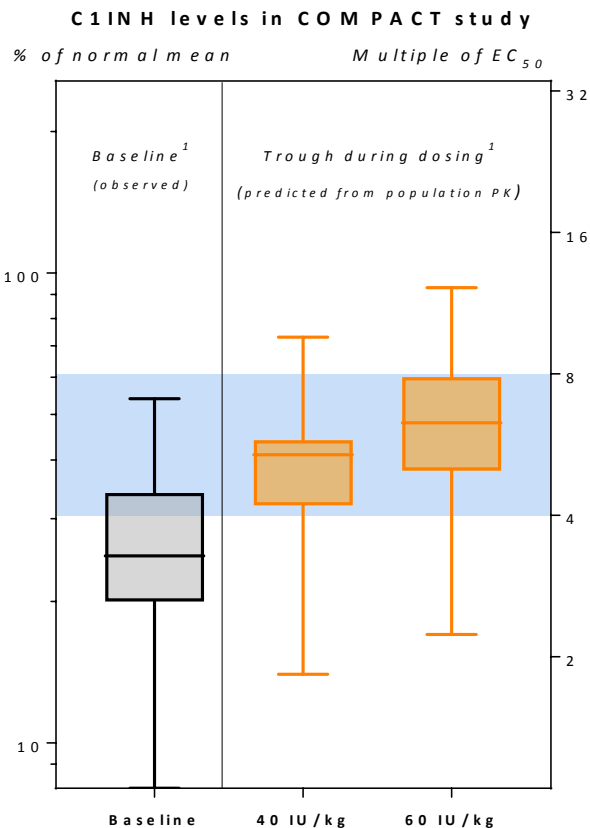 C1INH levels in COMPACT study
% of normal mean
Multiple of EC50
32
Baseline1
(observed)
Trough during dosing1
(predicted from population PK)
16
100
8
4
2
10
Baseline
40 IU/kg
60 IU/kg